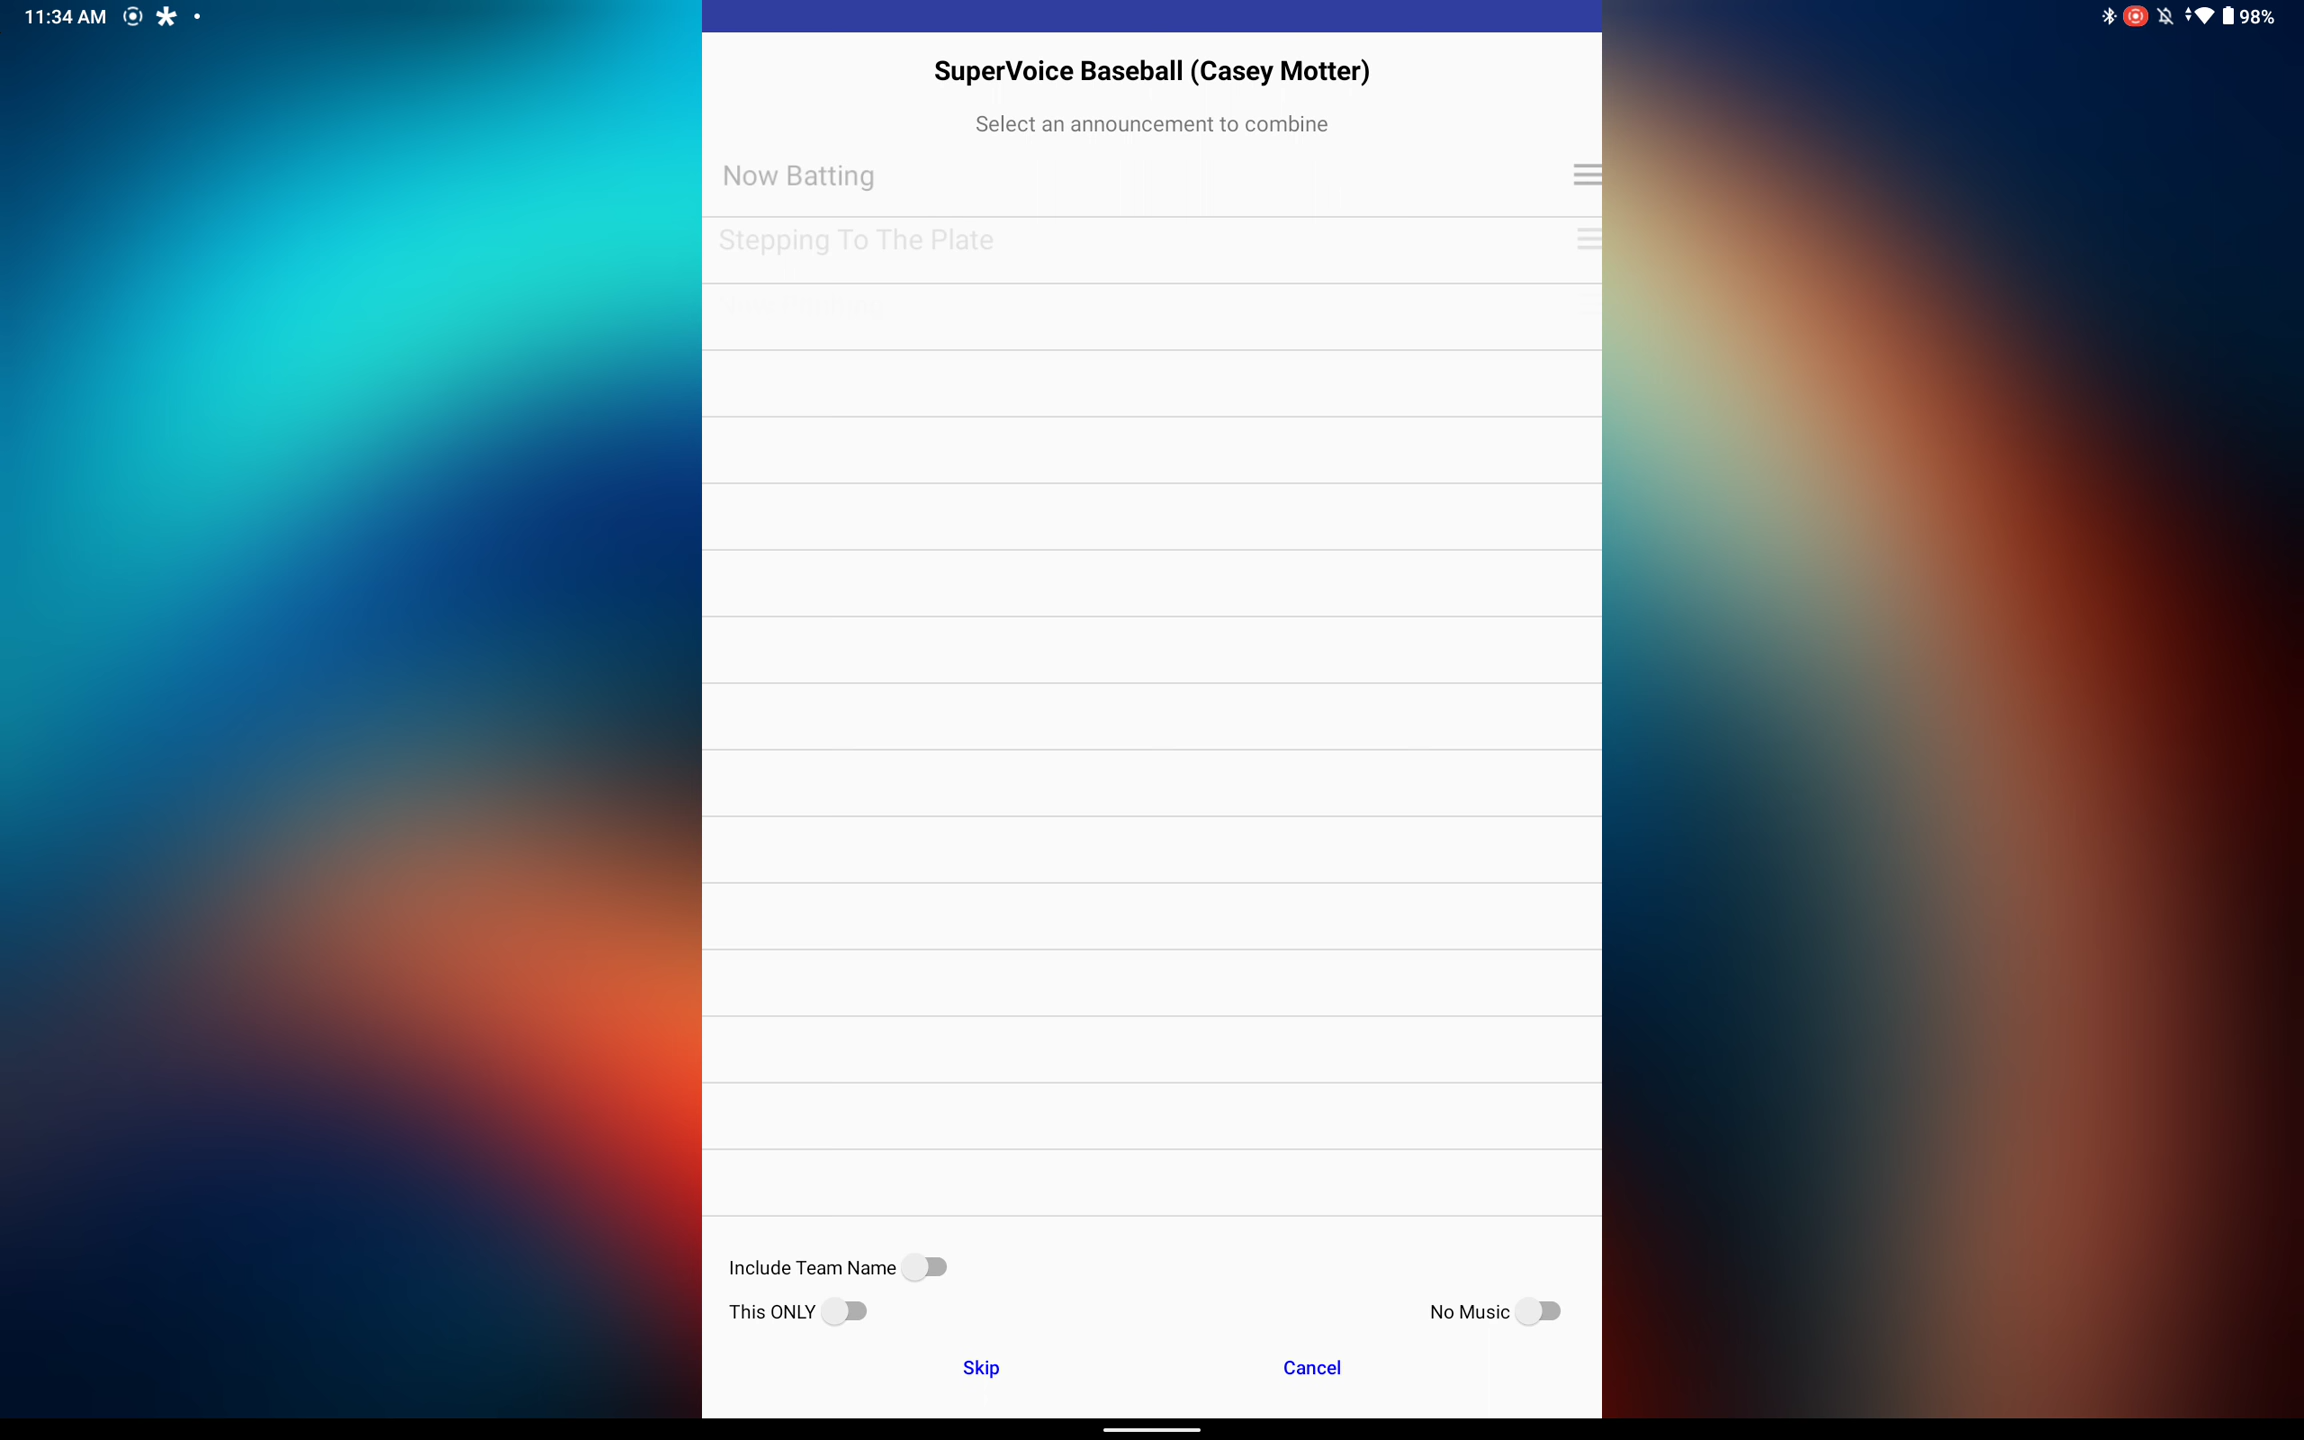 11:34 AM
98%
SuperVoice Baseball (Casey Motter)
Select an announcement to combine
Now Batting
Stepping To The Plate
Include Team Name
This ONLY
No Music
Skip
Cancel